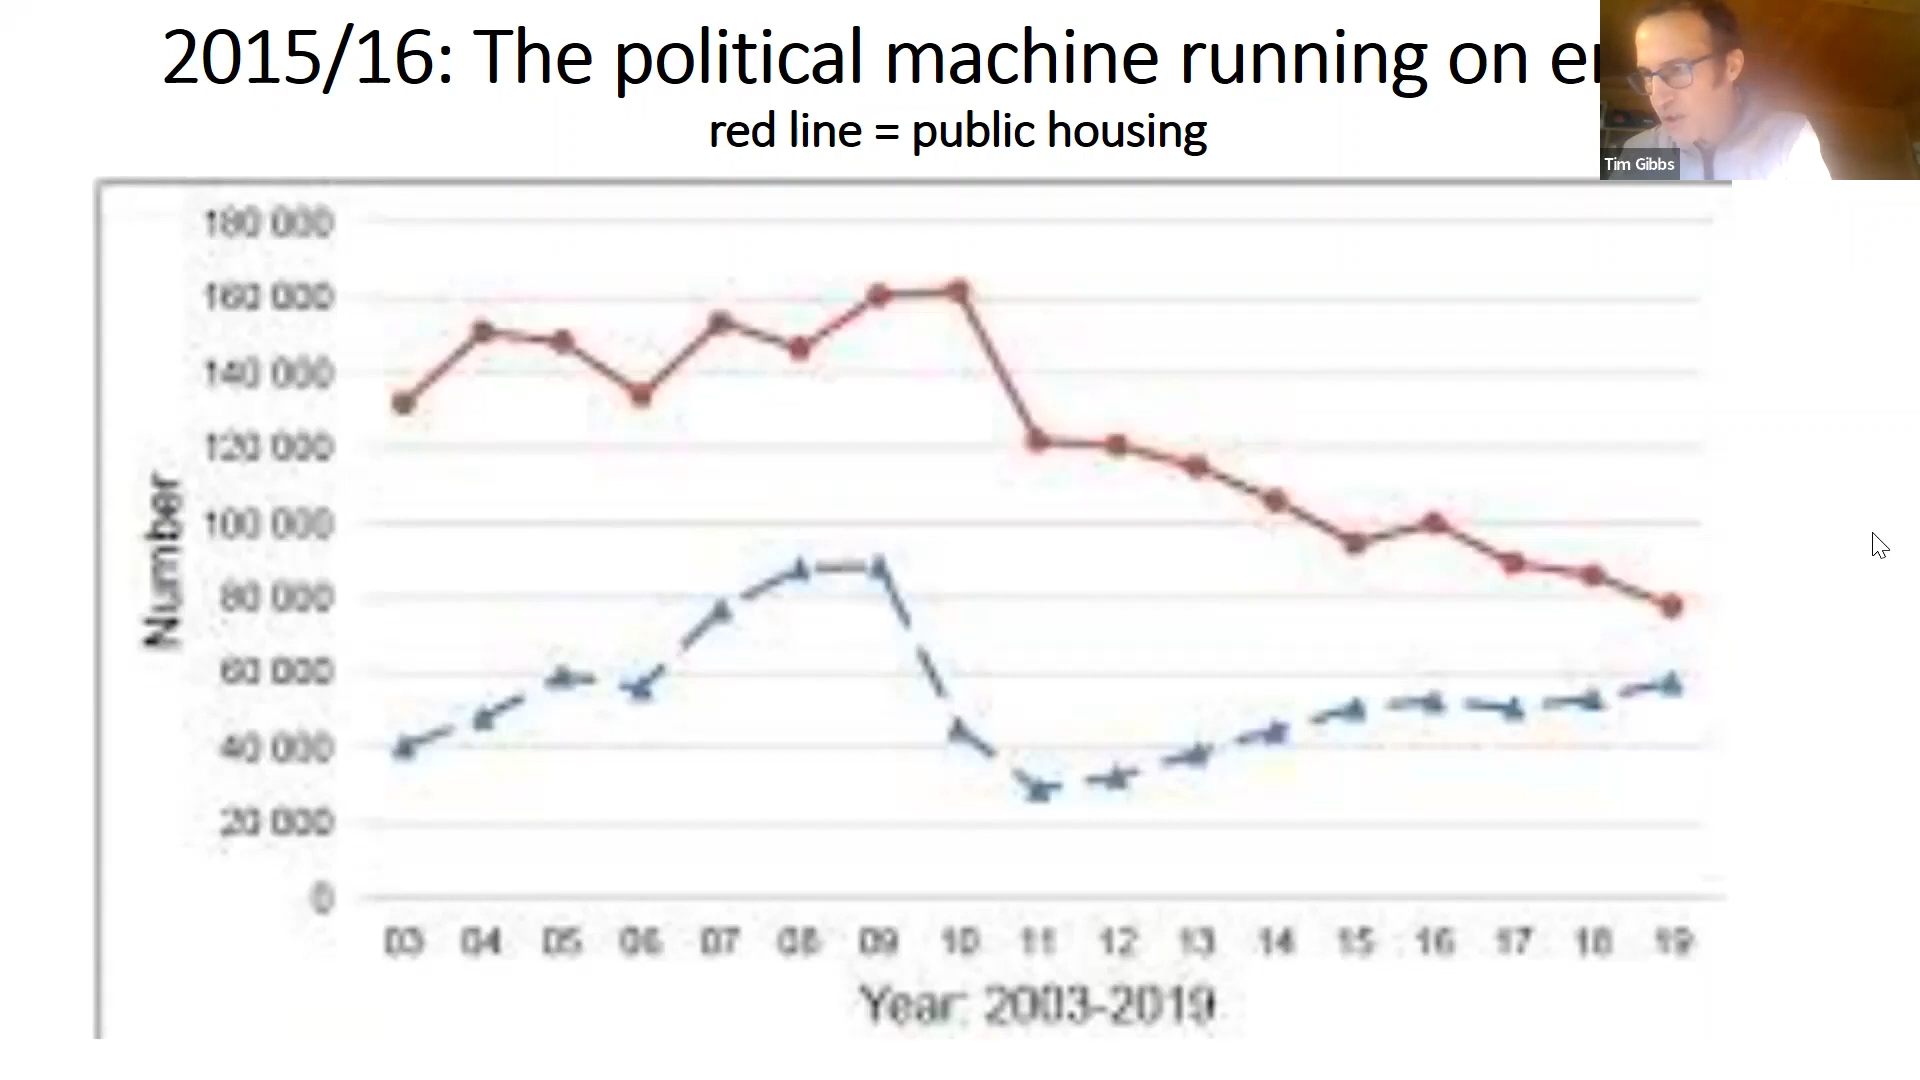 2015/16: The political machine running on
red line = public housing
Tim Gibbs
180 000
160 000
140 000
120 000
100 000
80 000
60 000
40 000
20 000
0
Number
03 04 05 06 07 08 09 10 11 12 13 14 15 16 17 18 19
Year: 2003-2019